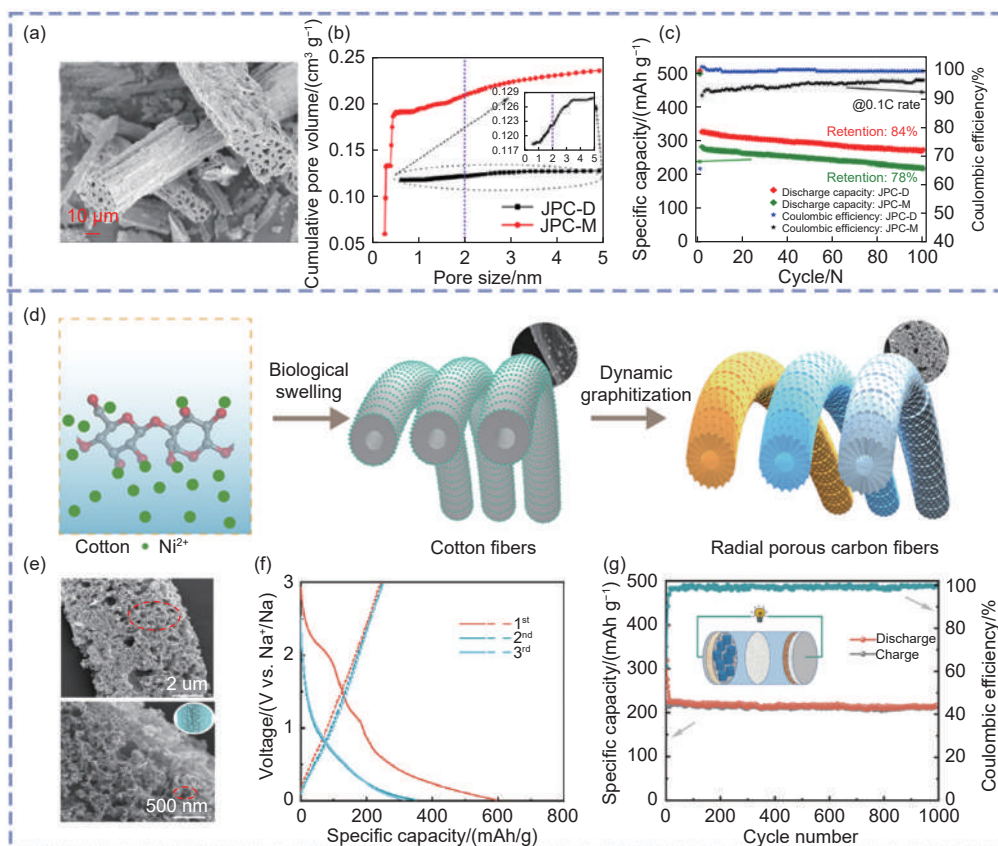 (a)
10 μm
(b)
Cumulative pore volume/(cm³ g⁻¹)
0.25
0.20
0.15
0.10
0.05
0.129
0.126
0.120
0.117
0 1 2 3 4 5
JPC-D
JPC-M
0 1 2 3 4 5
Pore size/nm
(c)
Specific capacity/(mAh g⁻¹)
500
450
400
300
200
100
0
@0.1C rate
Retention: 84%
Retention: 78%
Discharge capacity: JPC-D
Discharge capacity: JPC-M
Coulombic efficiency: JPC-D
Coulombic efficiency: JPC-M
100
90
80
70
60
50
40
Coulombic efficiency/%
0 20 40 60 80 100
Cycle/N
(d)
Cotton Ni²⁺
Biological
swelling
Cotton fibers
Dynamic
graphitization
Radial porous carbon fibers
(e)
2 um
500 nm
(f)
Voltage/(V vs. Na⁺/Na)
3
2
1
0
1st
2nd
3rd
0 200 400 600 800
Specific capacity/(mAh/g)
(g)
Specific capacity/(mAh g⁻¹)
500
400
300
200
100
0
Discharge
Charge
100
80
60
40
20
0
Coulombic efficiency/%
0 200 400 600 800 1000
Cycle number